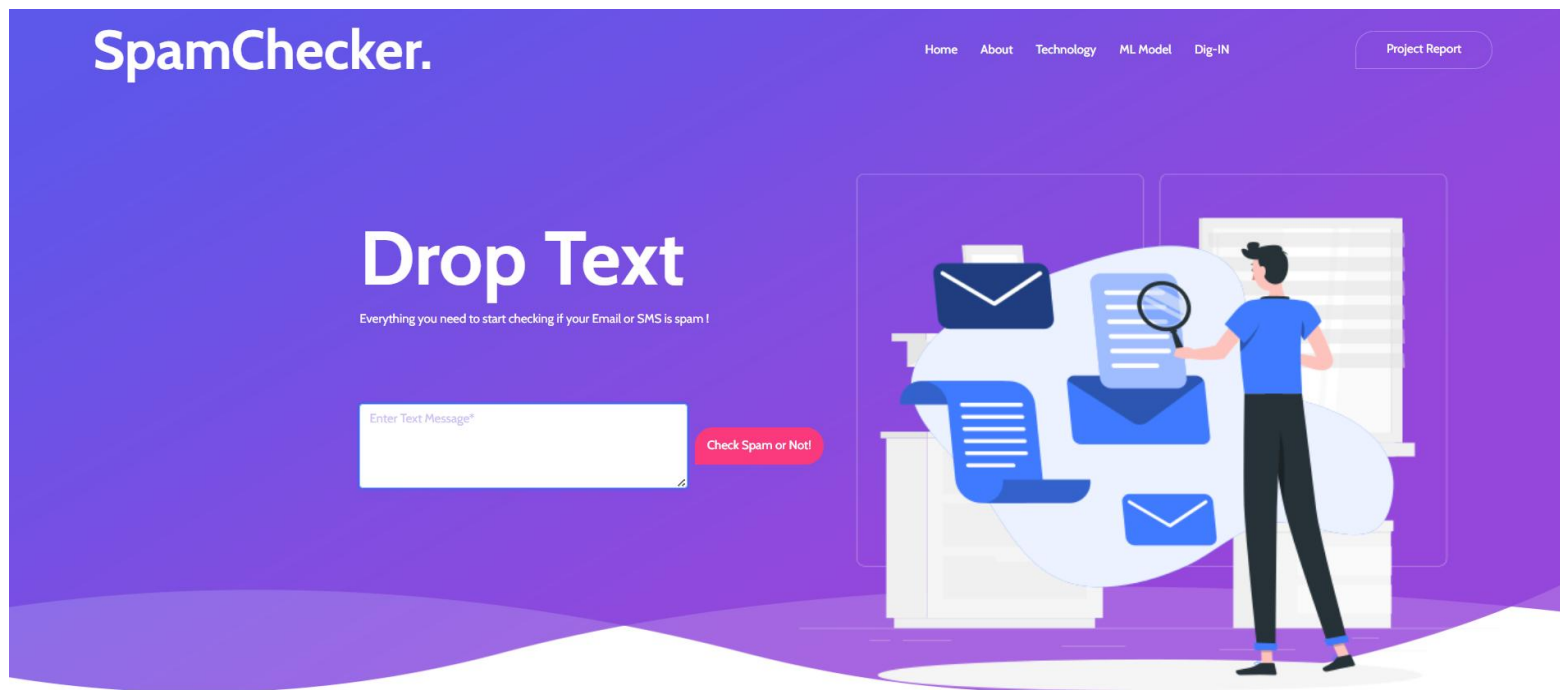 SpamChecker.
Home About Technology ML Model Dig-IN Project Report
Drop Text
Everything you need to start checking if your Email or SMS is spam !
Enter Text Message*
Check Spam or Not!